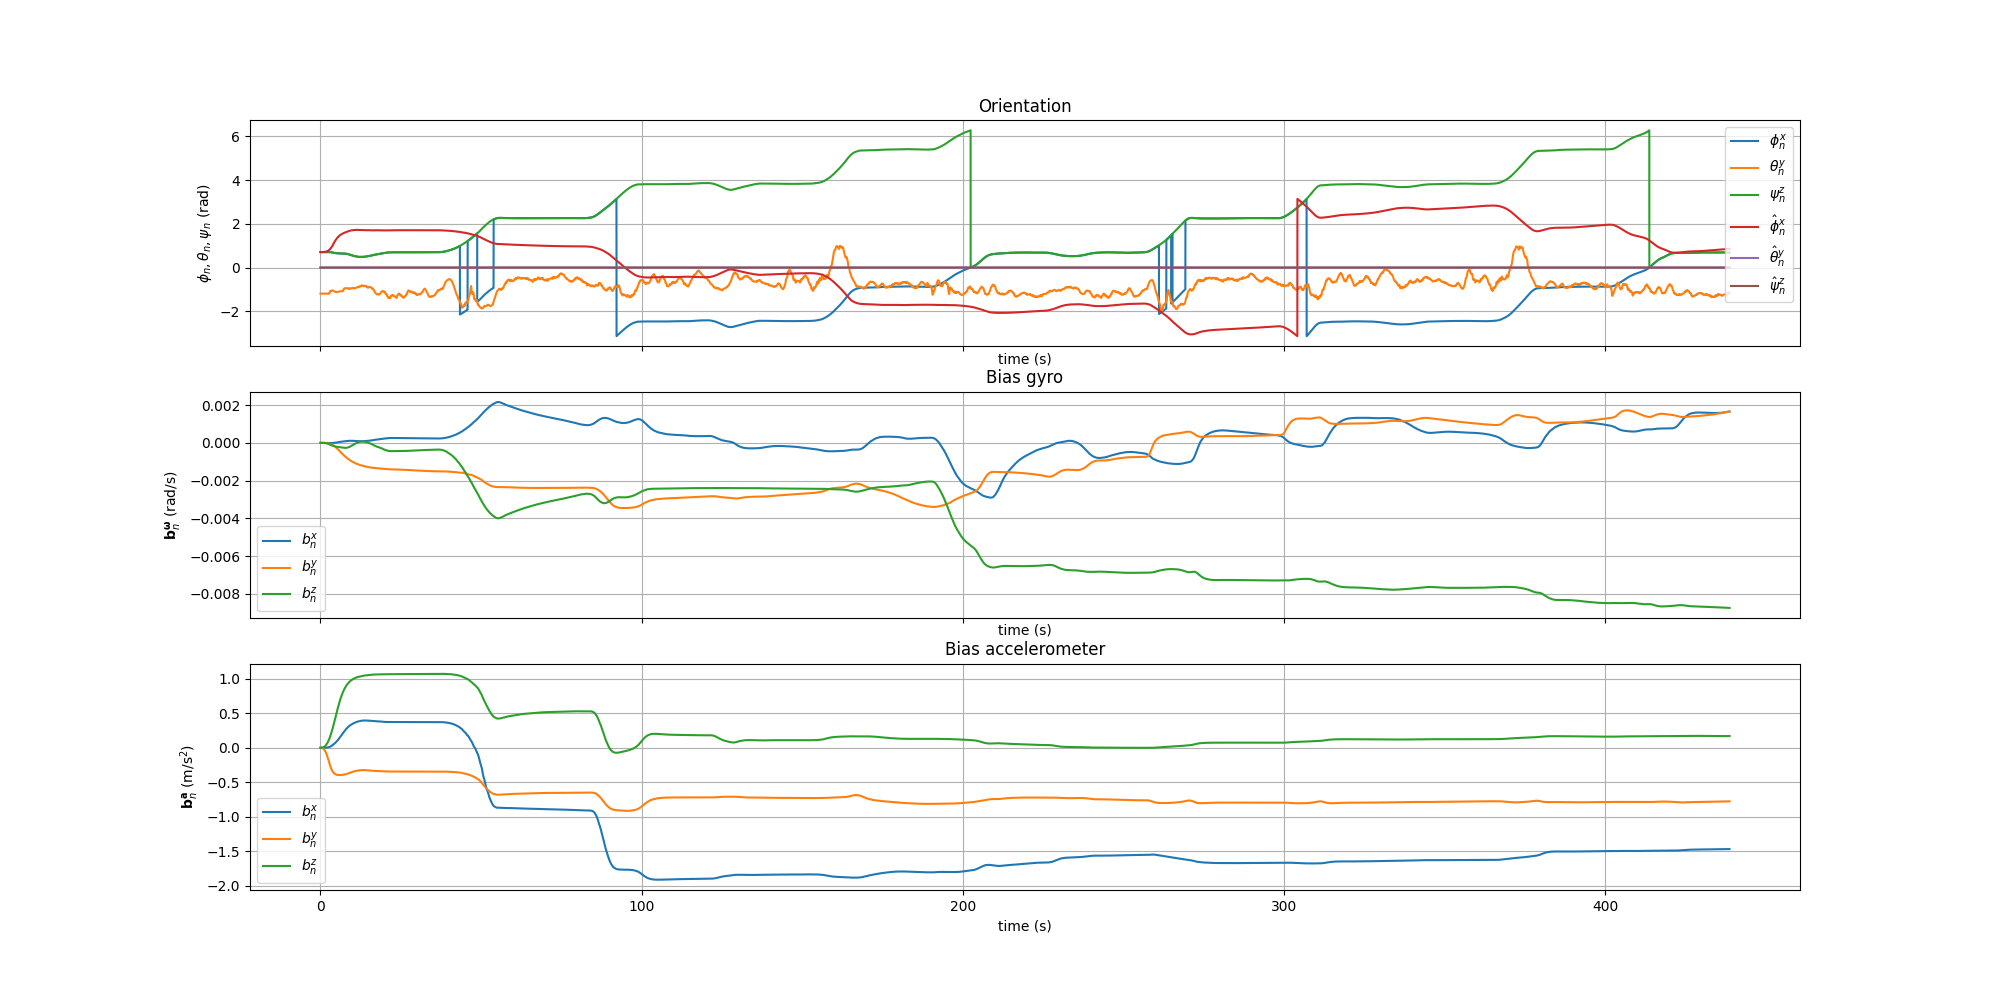 Orientation
ϕₙ, θₙ, ψₙ (rad)
6
4
2
0
−2
ϕₙˣ
θₙʸ
ψₙᶻ
ϕ̂ₙˣ
θ̂ₙʸ
ψ̂ₙᶻ
time (s)
Bias gyro
𝐛ₙ^𝛚 (rad/s)
0.002
0.000
−0.002
−0.004
−0.006
−0.008
bₙˣ
bₙʸ
bₙᶻ
time (s)
Bias accelerometer
𝐛ₙ^𝐚 (m/s²)
1.0
0.5
0.0
−0.5
−1.0
−1.5
−2.0
bₙˣ
bₙʸ
bₙᶻ
0 100 200 300 400
time (s)